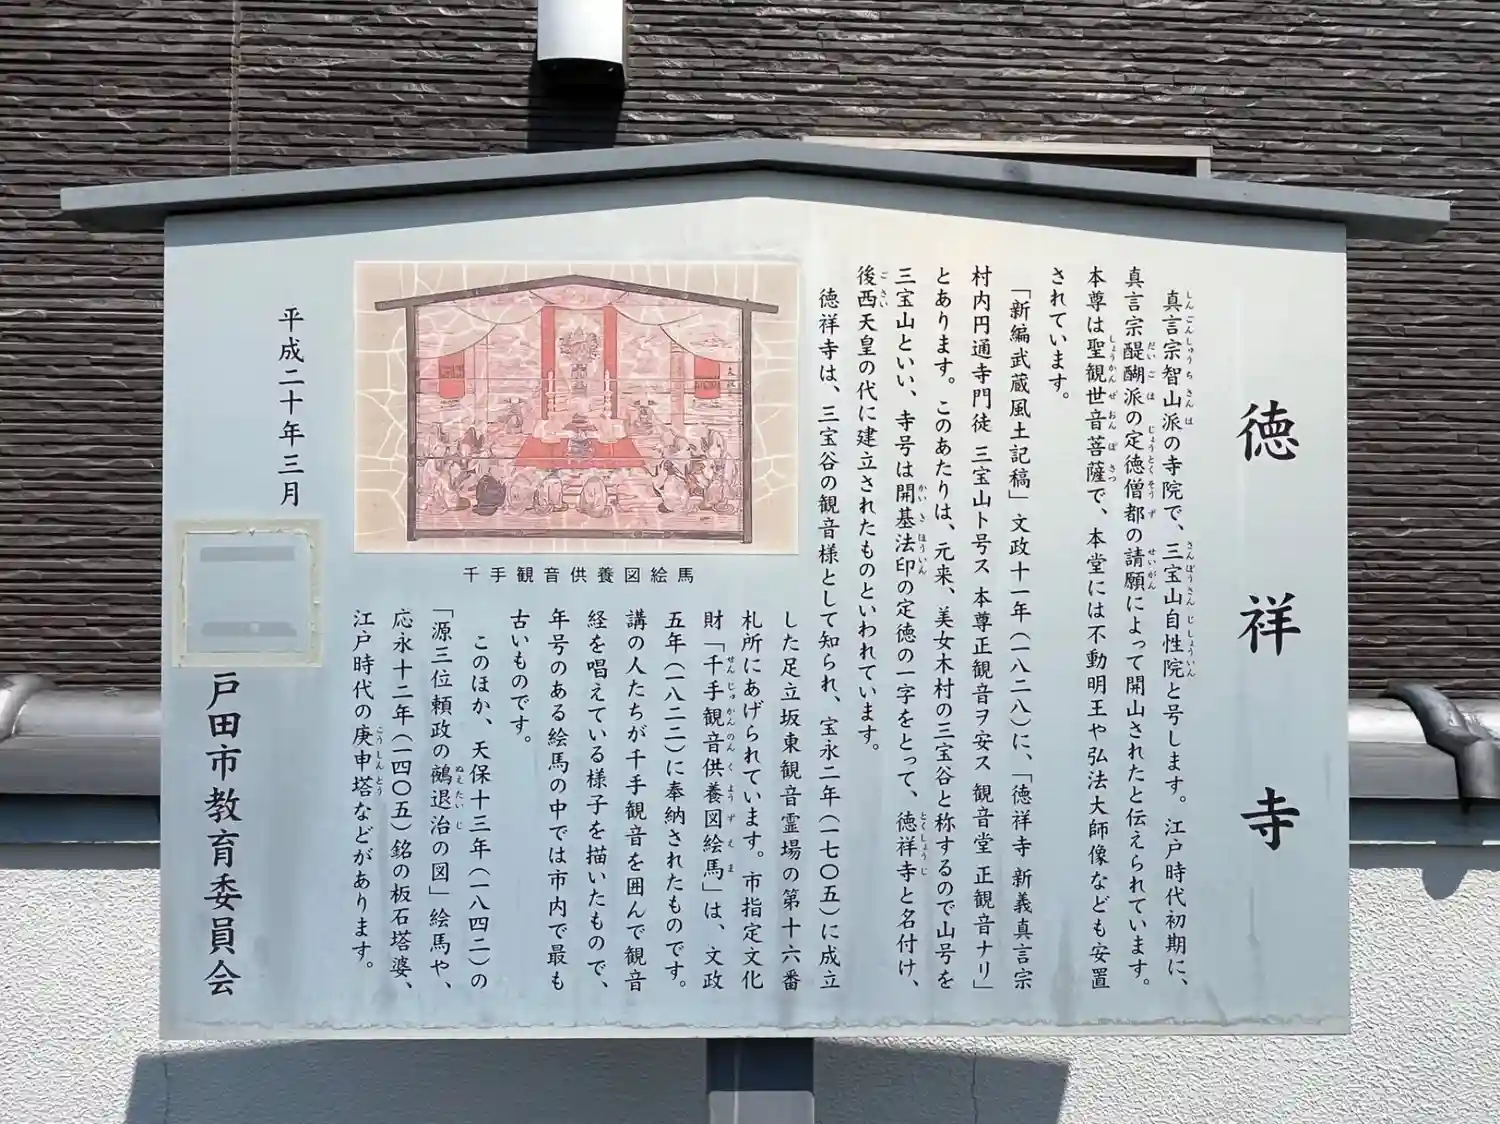 徳祥寺
真言宗智山派の寺院で、三宝山自性院と号します。江戸時代初期に、
真言宗醍醐派の定徳僧都の請願によって開山されたと伝えられています。
本尊は聖観世音菩薩で、本堂には不動明王や弘法大師像なども安置
されています。
「新編武蔵風土記稿」文政十一年(一八二八)に、「徳祥寺 新義真言宗
村内円通寺門徒 三宝山ト号ス 本尊正観音ヲ安ス 観音堂 正観音ナリ」
とあります。このあたりは、元来、美女木村の三宝谷と称するので山号を
三宝山といい、寺号は開基法印の定徳の一字をとって、徳祥寺と名付け、
後西天皇の代に建立されたものといわれています。
徳祥寺は、三宝谷の観音様として知られ、宝永二年(一七〇五)に成立
した足立坂東観音霊場の第十六番
札所にあげられています。市指定文化
財「千手観音供養図絵馬」は、文政
五年(一八二二)に奉納されたものです。
講の人たちが千手観音を囲んで観音
経を唱えている様子を描いたもので、
年号のある絵馬の中では市内で最も
古いものです。
このほか、天保十三年(一八四二)の
「源三位頼政の鵺退治の図」絵馬や、
応永十二年(一四〇五)銘の板石塔婆、
江戸時代の庚申塔などがあります。
千手観音供養図絵馬
平成二十年三月
戸田市教育委員会